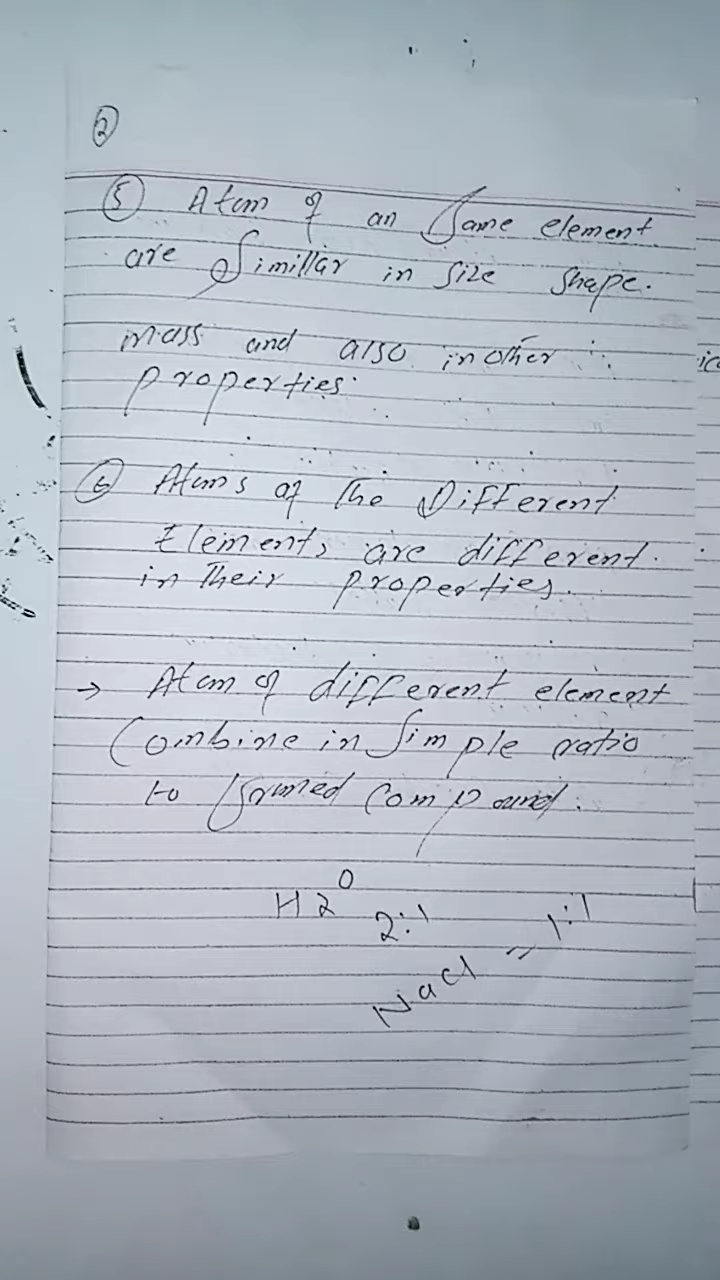 2
5 Atom of an Same element
are Simillar in Size Shape.
mass and also in other
properties.
6 Atoms of the Different
Elements are different.
in Their properties.
→ Atom of different element
Combine in Simple ratio
to formed Compound.
H2O
2:1
NaCl = 1:1